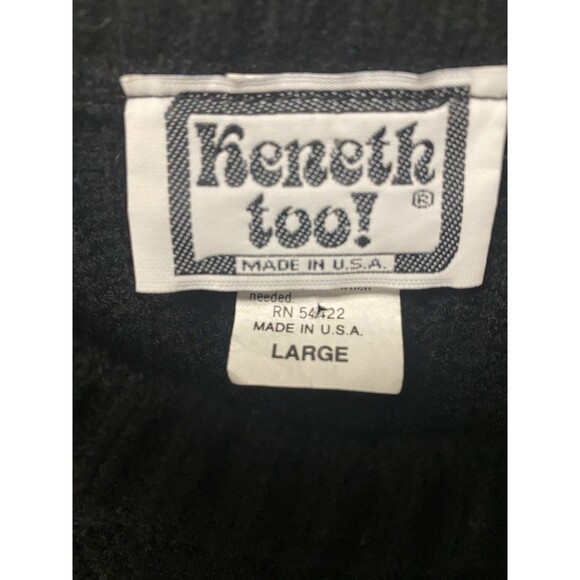 Keneth
too!®
MADE IN U.S.A.
needed.
RN 54422
MADE IN U.S.A.
LARGE